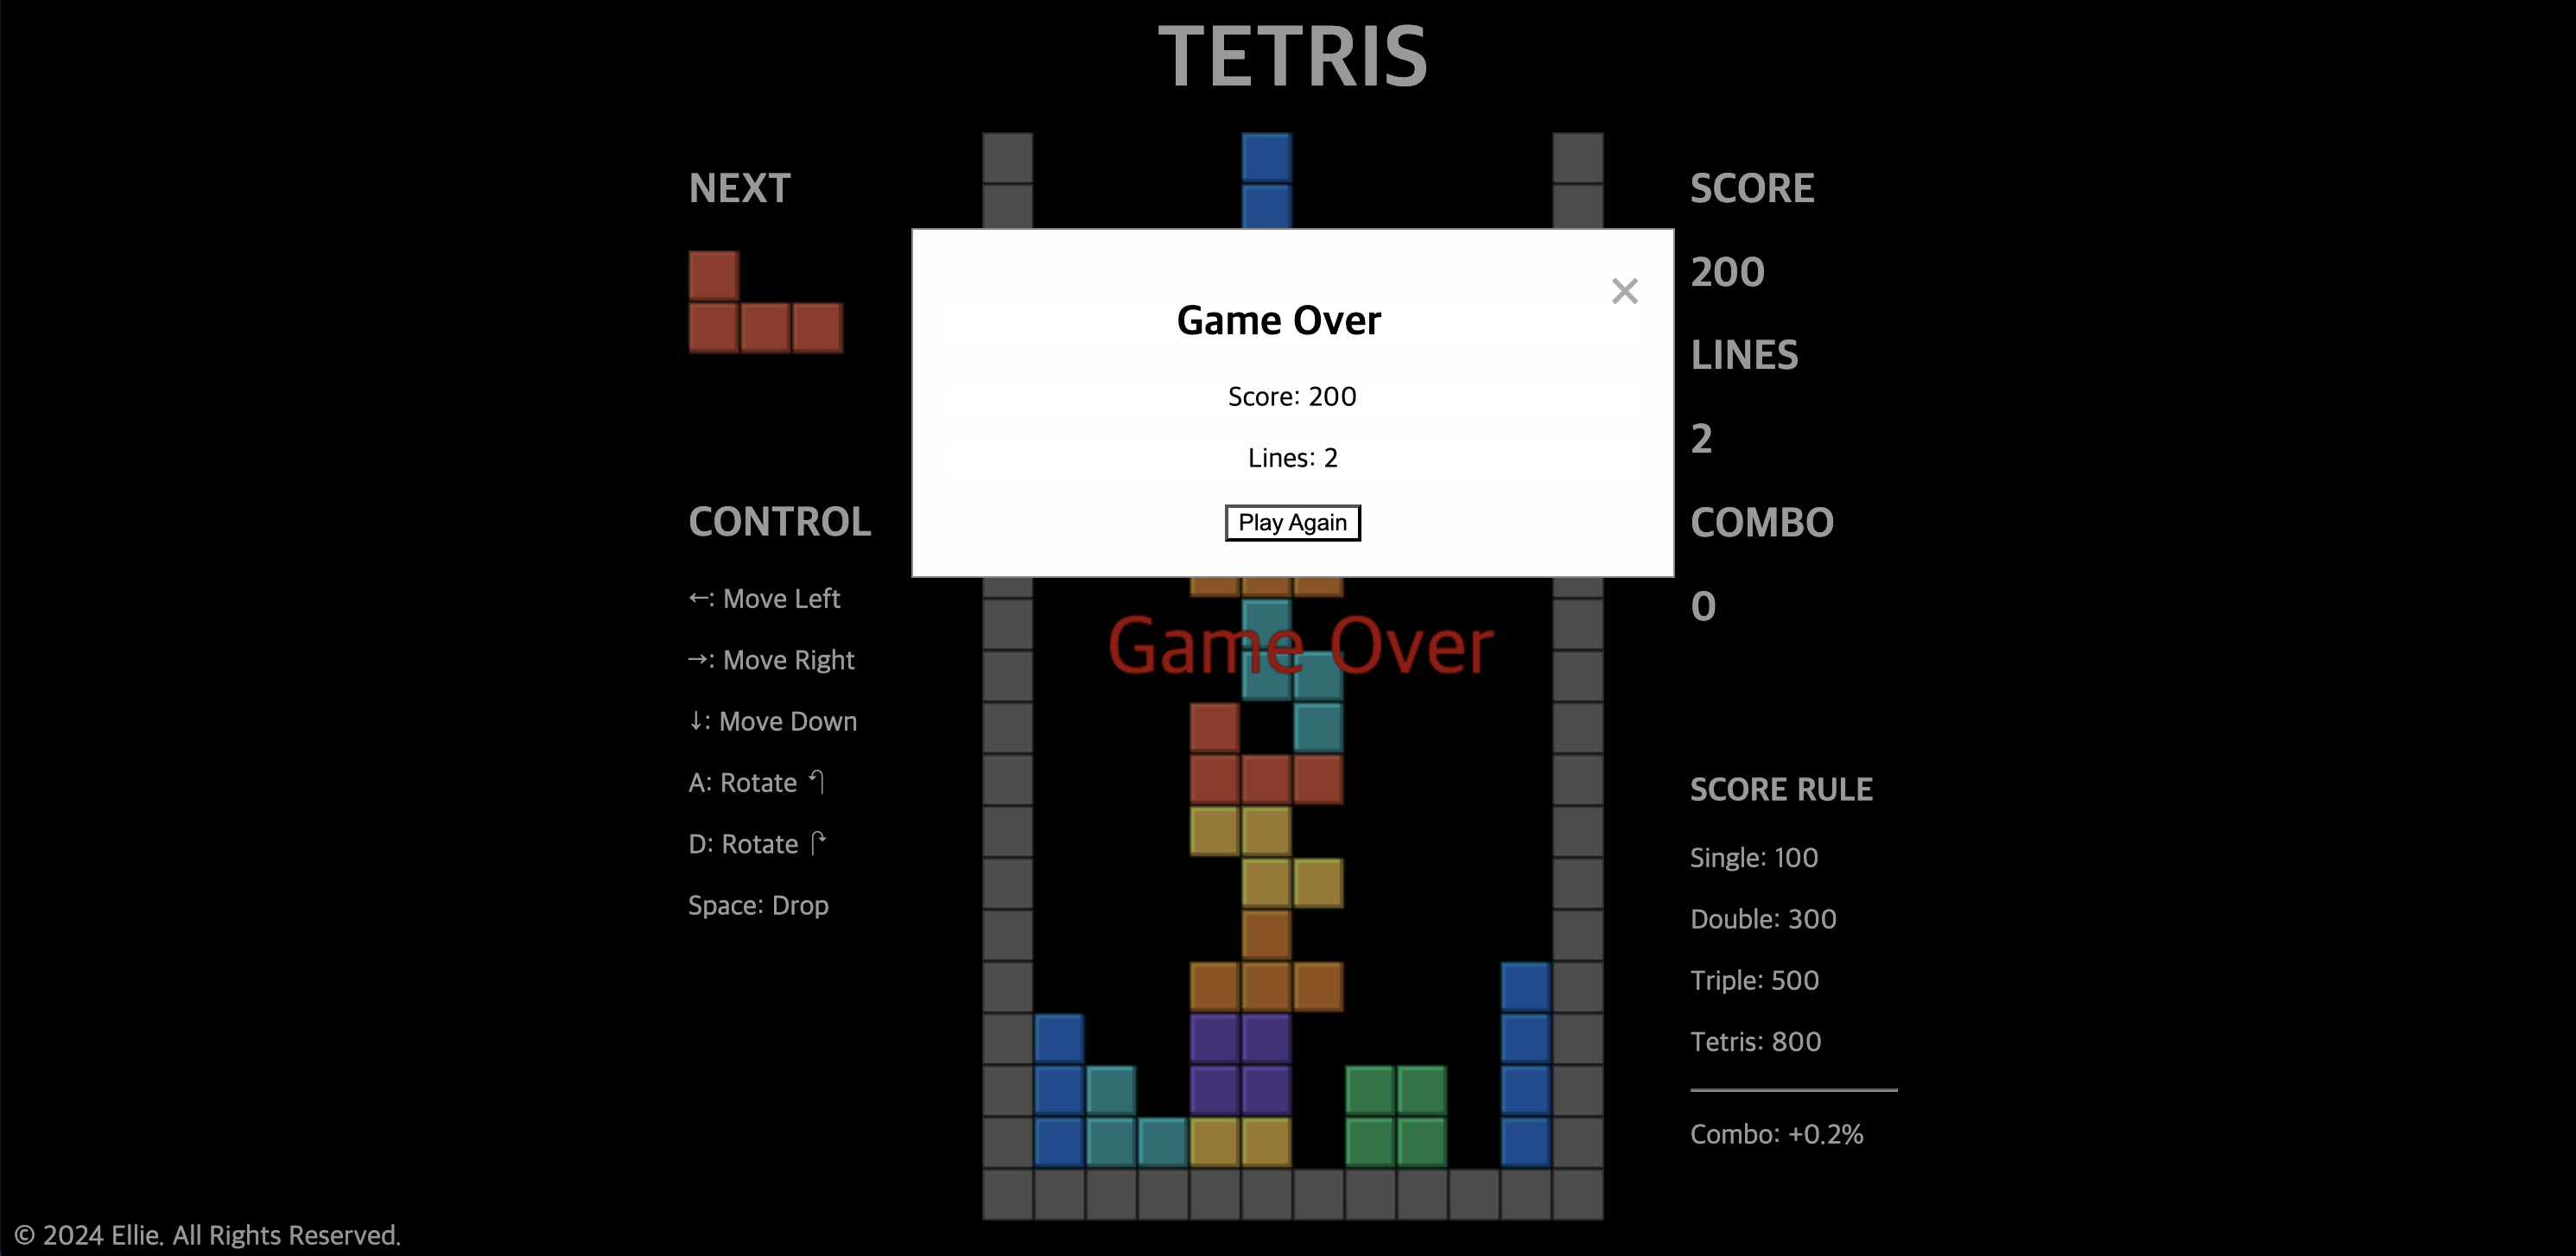 TETRIS
NEXT
CONTROL
←: Move Left
→: Move Right
↓: Move Down
A: Rotate ↰
D: Rotate ↱
Space: Drop
×
Game Over
Score: 200
Lines: 2
Play Again
Game Over
SCORE
200
LINES
2
COMBO
0
SCORE RULE
Single: 100
Double: 300
Triple: 500
Tetris: 800
Combo: +0.2%
© 2024 Ellie. All Rights Reserved.